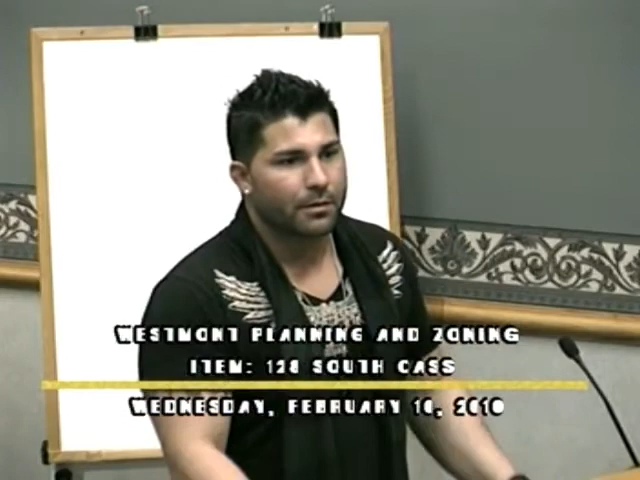 WESTMONT PLANNING AND ZONING
ITEM: 128 SOUTH CASS
WEDNESDAY, FEBRUARY 10, 2010